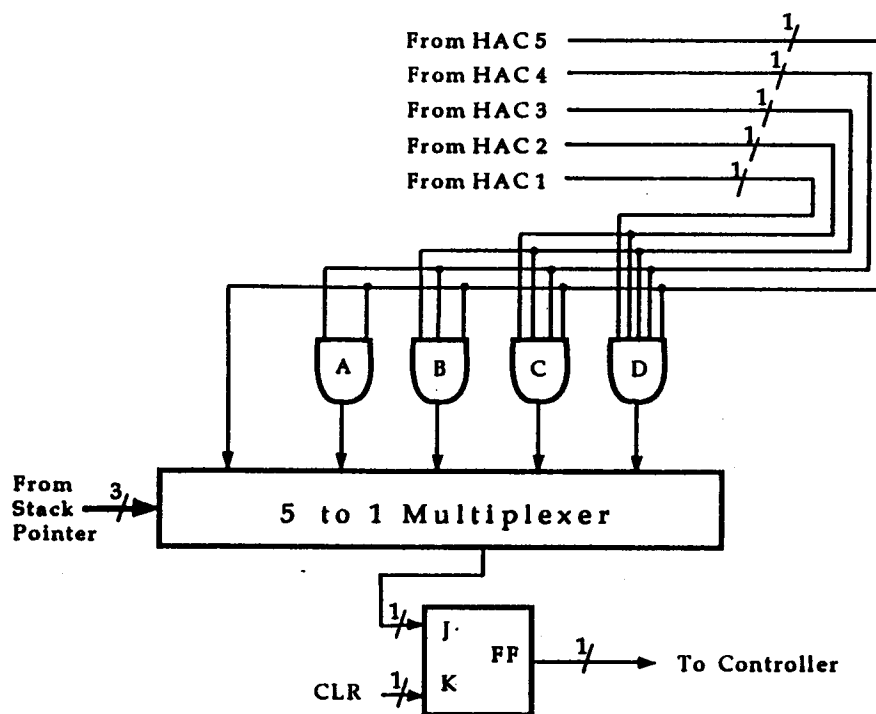 1
From HAC 5
1
From HAC 4
1
From HAC 3
1
From HAC 2
1
From HAC 1
A
B
C
D
From
Stack
Pointer
3
5 to 1 Multiplexer
1
J
FF
1
To Controller
CLR
1
K